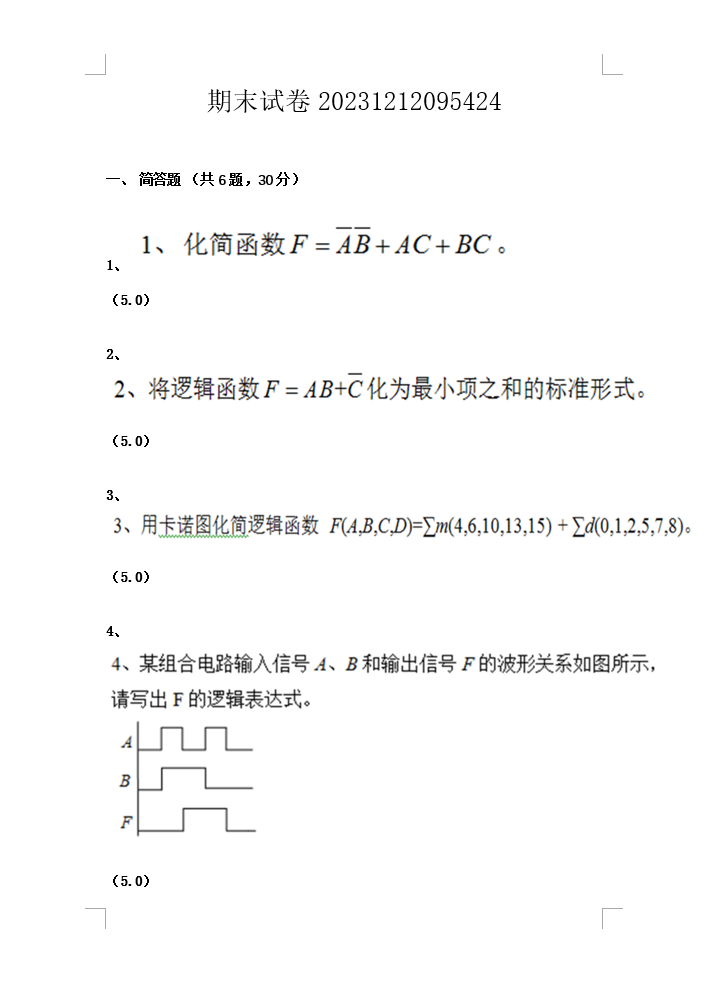 期末试卷 20231212095424
一、 简答题 （共 6 题，30 分）
1、 1、 化简函数 F = A̅ B̅ + AC + BC 。
（5.0）
2、
2、将逻辑函数 F = AB+C̅ 化为最小项之和的标准形式。
（5.0）
3、
3、用卡诺图化简逻辑函数 F(A,B,C,D)=∑m(4,6,10,13,15) + ∑d(0,1,2,5,7,8)。
（5.0）
4、
4、某组合电路输入信号 A、B 和输出信号 F 的波形关系如图所示，
请写出 F 的逻辑表达式。
A
B
F
（5.0）